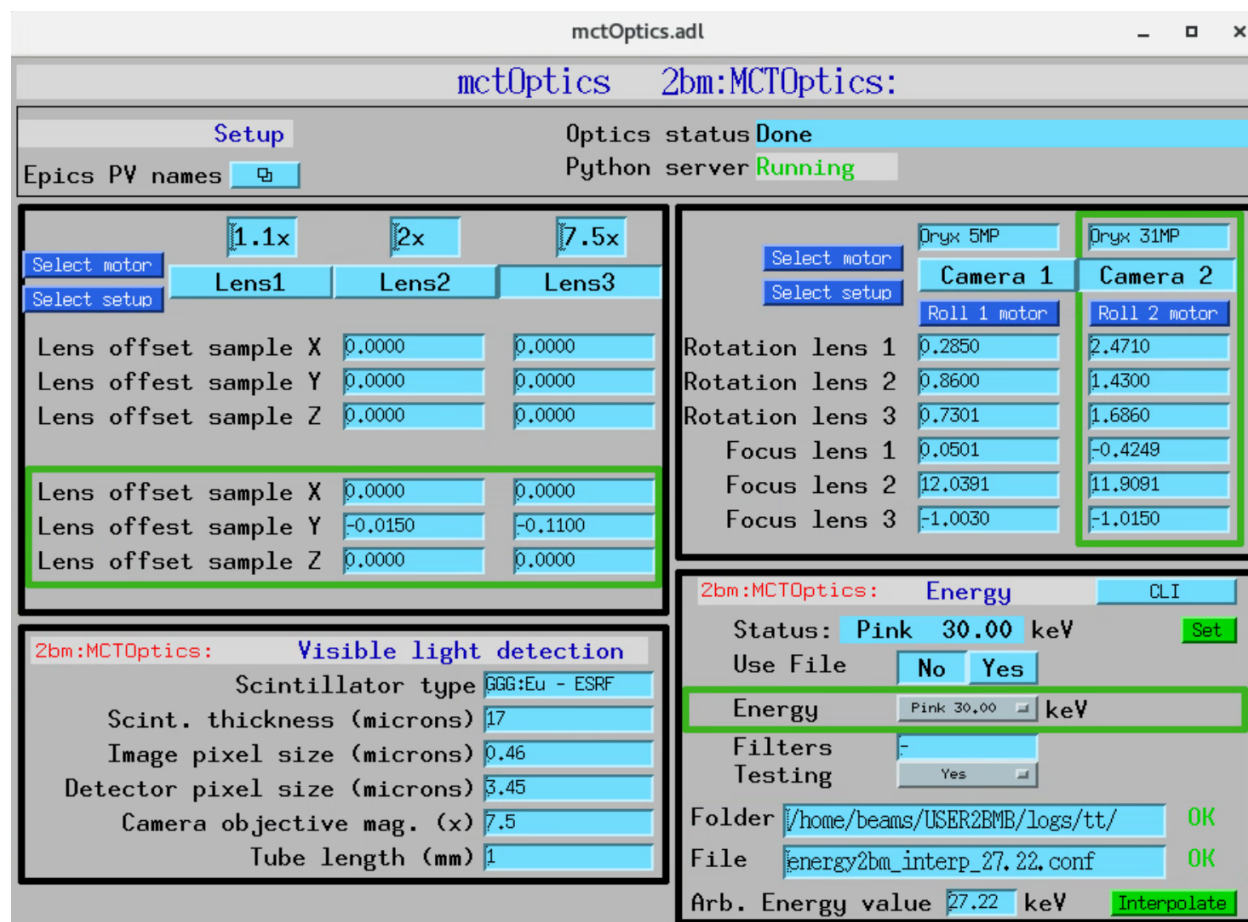 mctOptics.adl
mctOptics 2bm:MCTOptics:
Setup
Epics PV names
Optics status Done
Python server Running
1.1x 2x 7.5x
Select motor
Select setup
Lens1 Lens2 Lens3
Lens offset sample X 0.0000 0.0000
Lens offest sample Y 0.0000 0.0000
Lens offset sample Z 0.0000 0.0000
Lens offset sample X 0.0000 0.0000
Lens offest sample Y -0.0150 -0.1100
Lens offset sample Z 0.0000 0.0000
Oryx 5MP Oryx 31MP
Select motor
Select setup
Camera 1 Camera 2
Roll 1 motor Roll 2 motor
Rotation lens 1 0.2850 2.4710
Rotation lens 2 0.8600 1.4300
Rotation lens 3 0.7301 1.6860
Focus lens 1 0.0501 -0.4249
Focus lens 2 12.0391 11.9091
Focus lens 3 -1.0030 -1.0150
2bm:MCTOptics: Visible light detection
Scintillator type GGG:Eu - ESRF
Scint. thickness (microns) 17
Image pixel size (microns) 0.46
Detector pixel size (microns) 3.45
Camera objective mag. (x) 7.5
Tube length (mm) 1
2bm:MCTOptics: Energy CLI
Status: Pink 30.00 keV Set
Use File No Yes
Energy Pink 30.00 keV
Filters -
Testing Yes
Folder /home/beams/USER2BMB/logs/tt/ OK
File energy2bm_interp_27.22.conf OK
Arb. Energy value 27.22 keV Interpolate